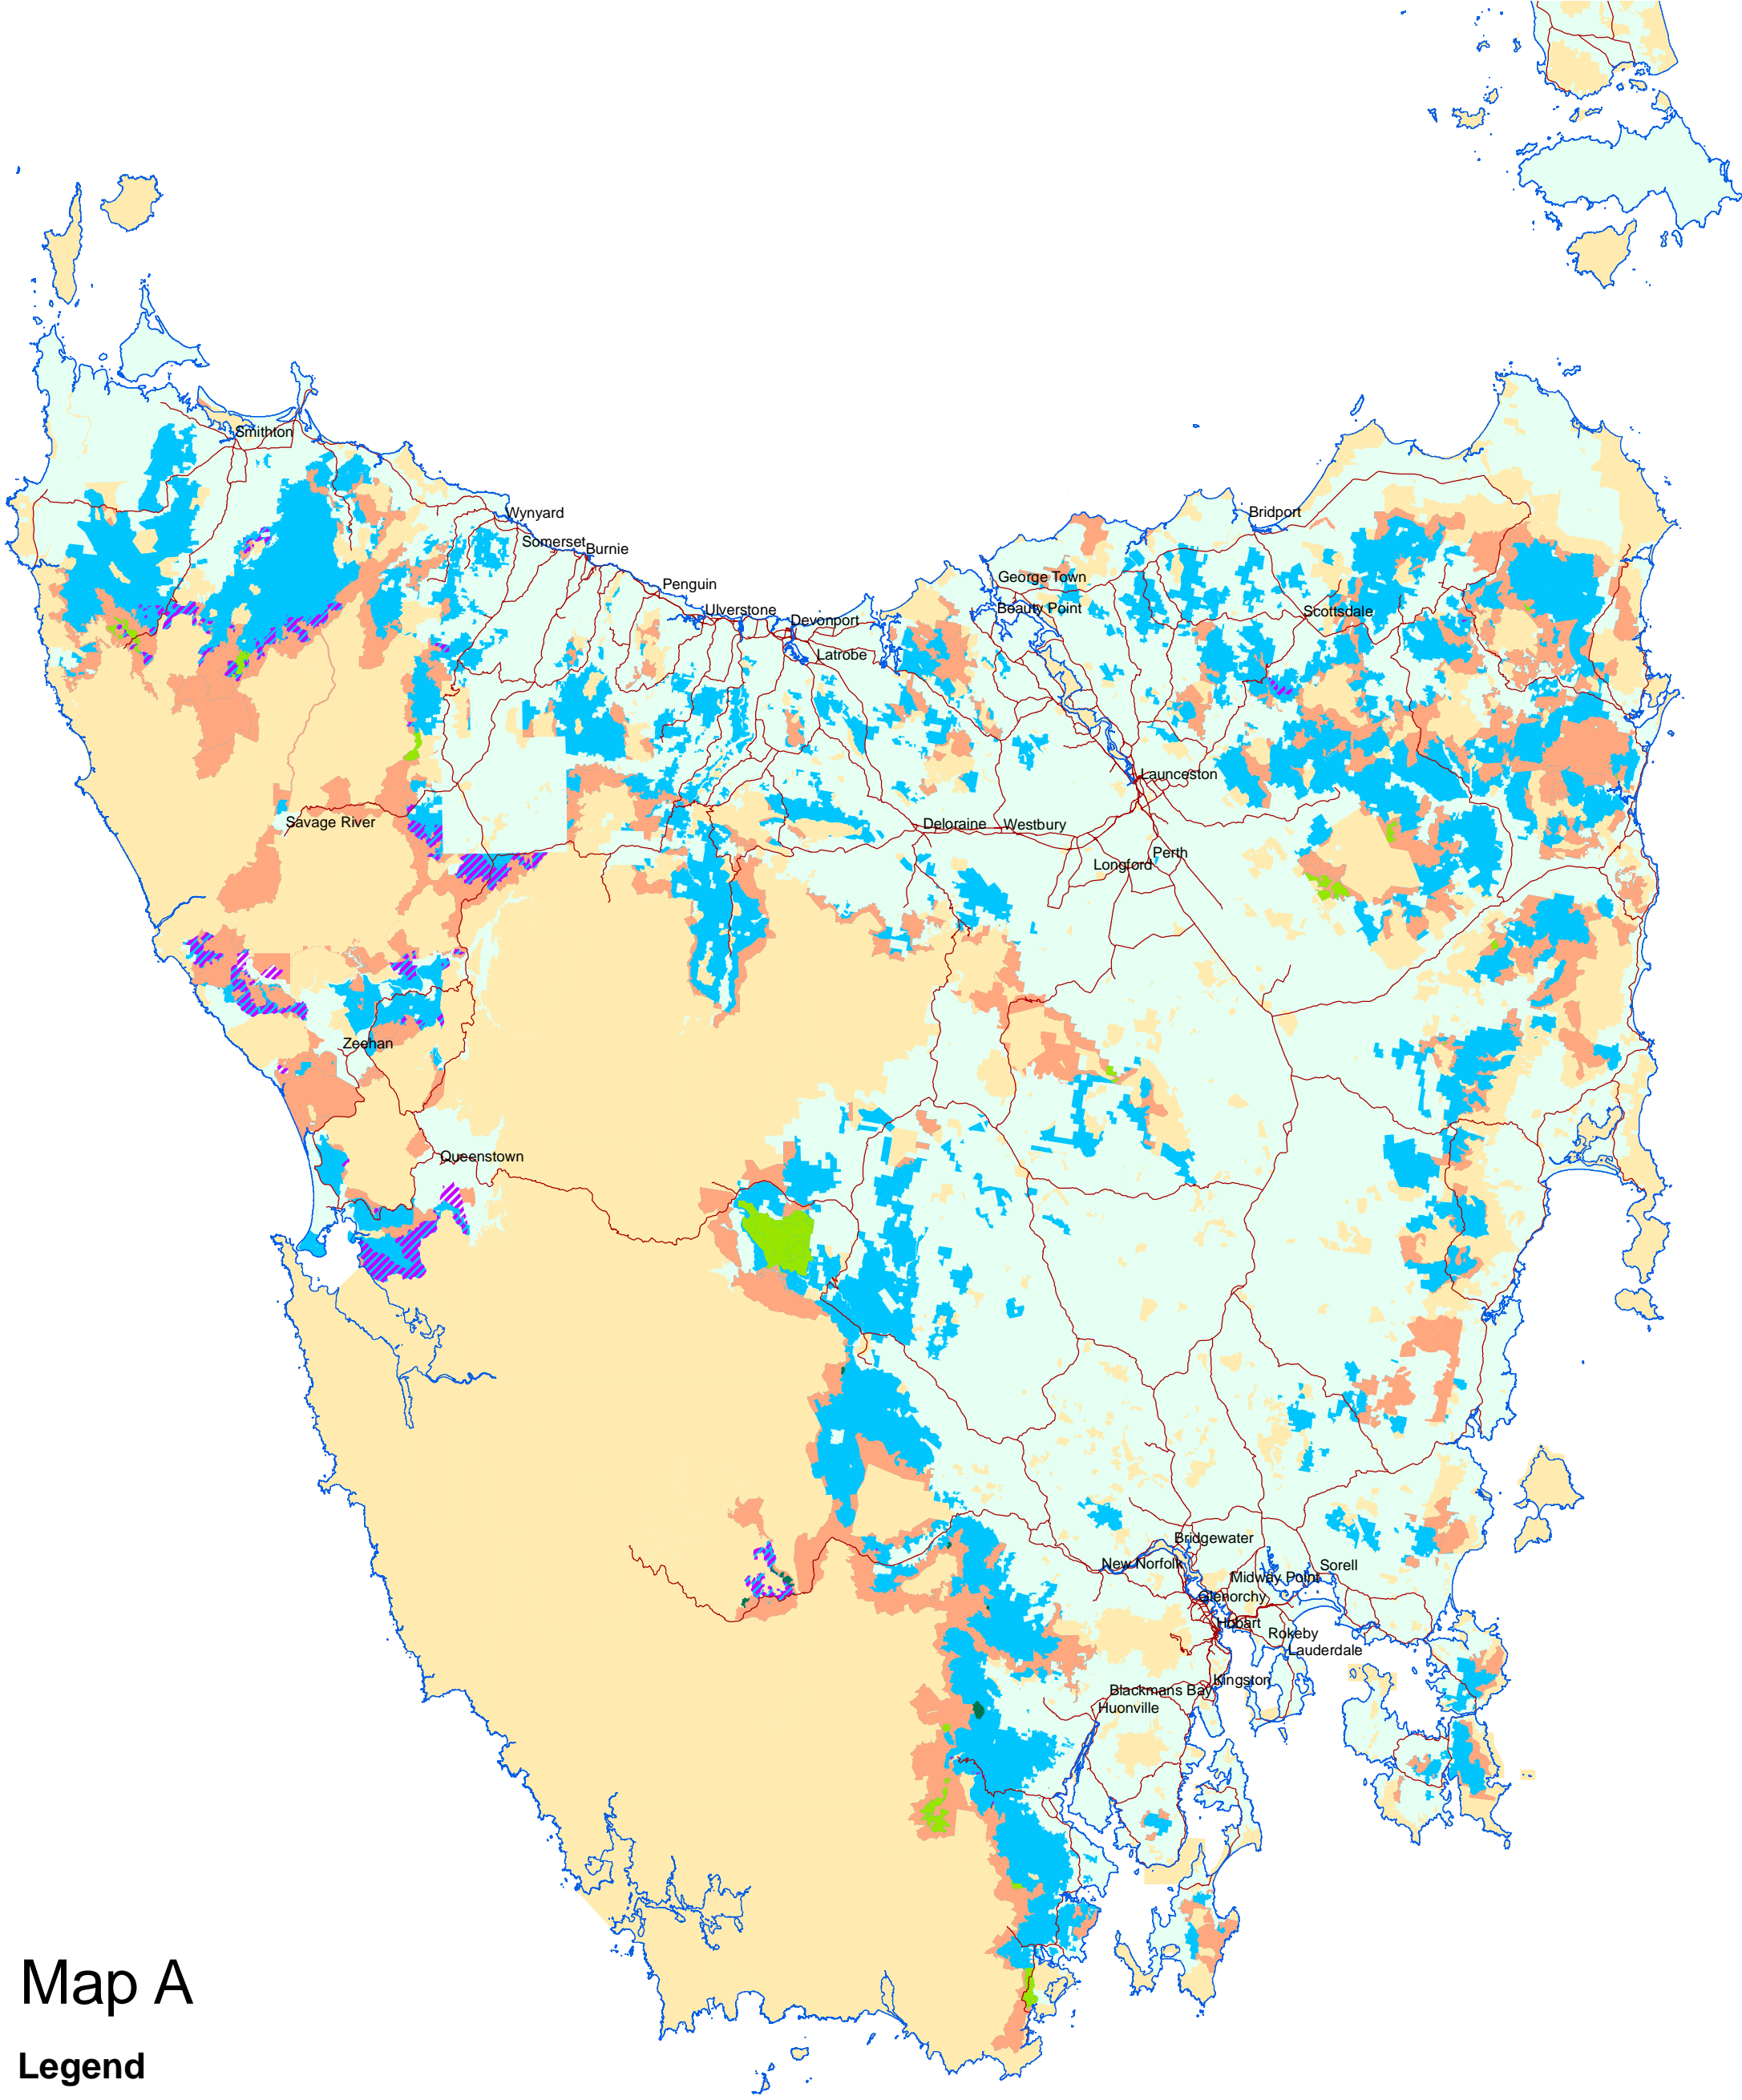 Smithton
Wynyard
Bridport
Somerset
Burnie
George Town
Penguin
Beauty Point
Ulverstone
Scottsdale
Devonport
Latrobe
Launceston
Savage River
Deloraine
Westbury
Perth
Longford
Zeehan
Queenstown
Bridgewater
New Norfolk
Sorell
Midway Point
Glenorchy
Hobart
Rokeby
Lauderdale
Kingston
Blackmans Bay
Huonville
Map A
Legend